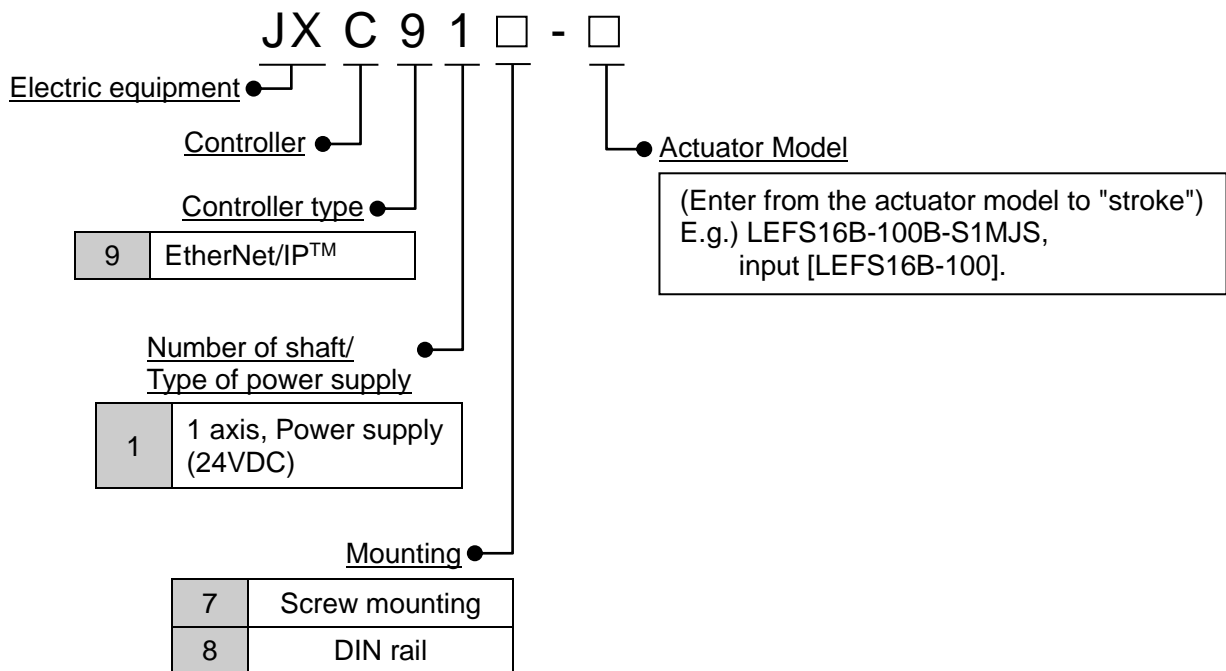 JX C 9 1 □ - □
Electric equipment
Controller
Actuator Model
(Enter from the actuator model to "stroke")
E.g.) LEFS16B-100B-S1MJS,
input [LEFS16B-100].
Controller type
9 EtherNet/IP™
Number of shaft/
Type of power supply
1 1 axis, Power supply
(24VDC)
Mounting
7 Screw mounting
8 DIN rail